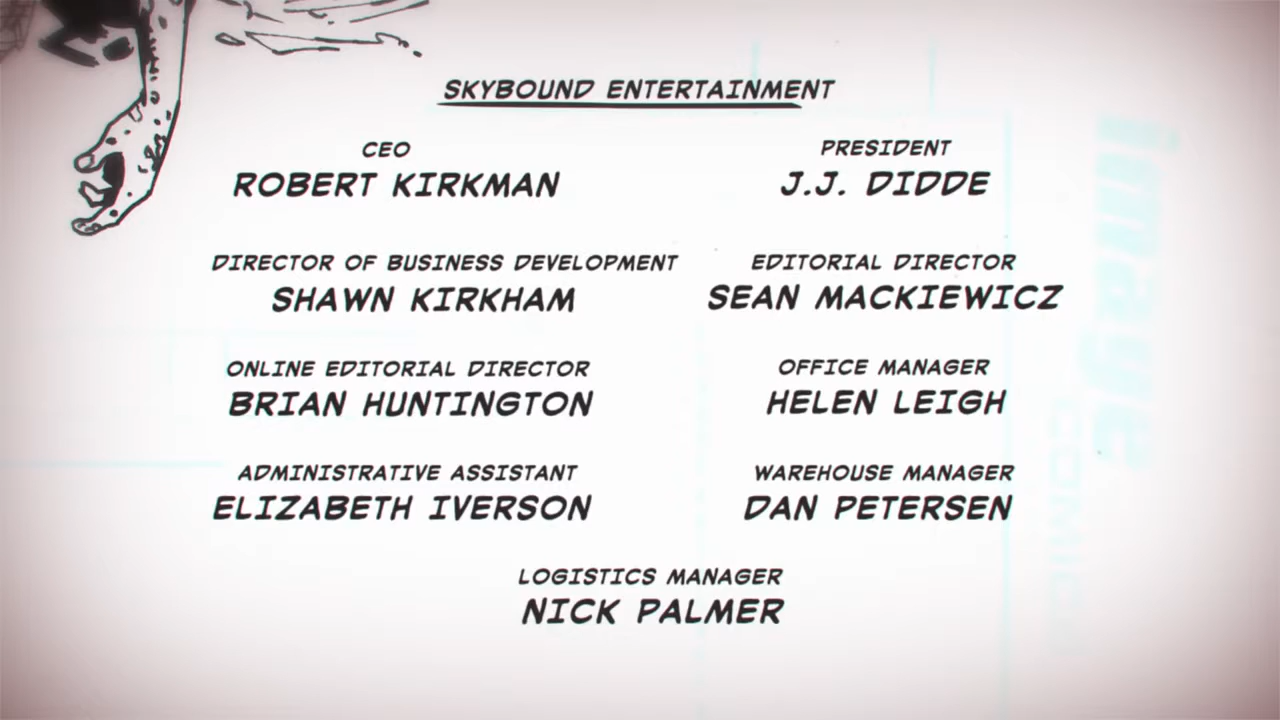 SKYBOUND ENTERTAINMENT
CEO
ROBERT KIRKMAN
PRESIDENT
J.J. DIDDE
DIRECTOR OF BUSINESS DEVELOPMENT
SHAWN KIRKHAM
EDITORIAL DIRECTOR
SEAN MACKIEWICZ
ONLINE EDITORIAL DIRECTOR
BRIAN HUNTINGTON
OFFICE MANAGER
HELEN LEIGH
ADMINISTRATIVE ASSISTANT
ELIZABETH IVERSON
WAREHOUSE MANAGER
DAN PETERSEN
LOGISTICS MANAGER
NICK PALMER
image
COMICS